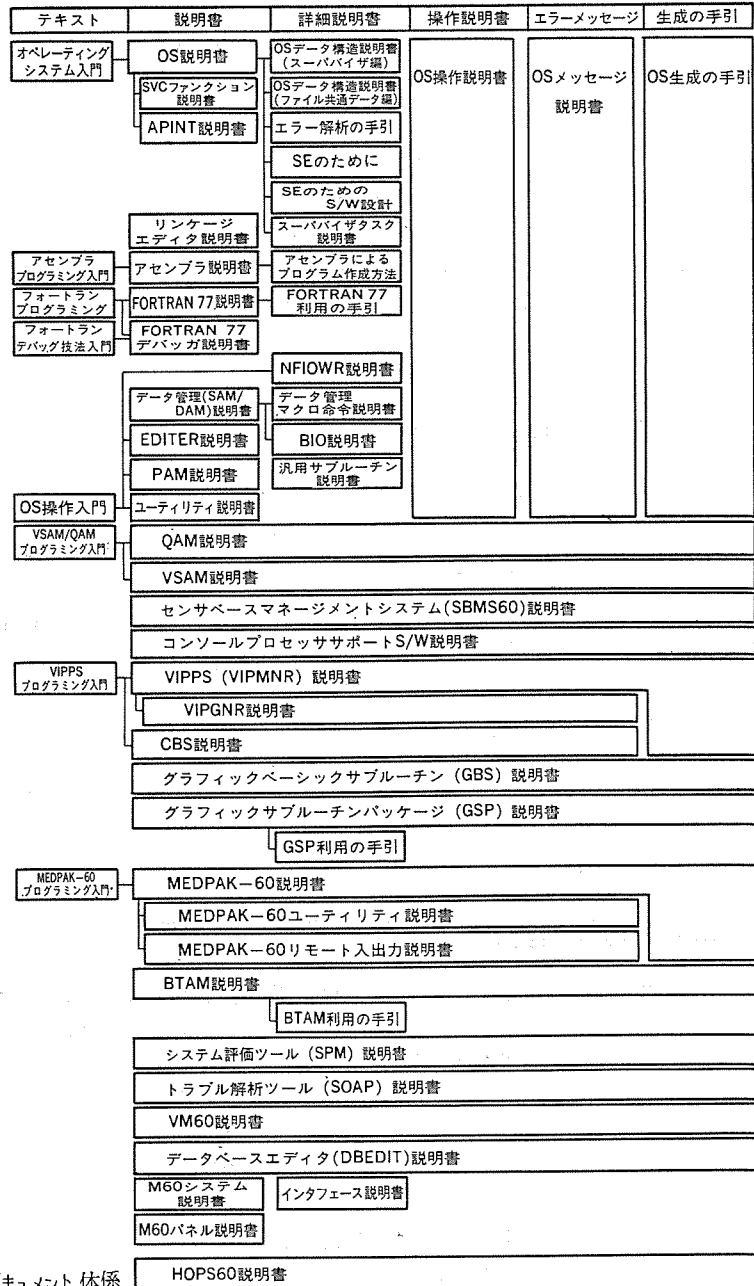 テキスト
説明書
詳細説明書
操作説明書
エラーメッセージ
生成の手引
オペレーティング
システム入門
OS説明書
SVCファンクション
説明書
APINT説明書
OSデータ構造説明書
(スーパバイザ編)
OSデータ構造説明書
(ファイル共通データ編)
エラー解析の手引
SEのために
SEのための
S/W設計
スーパバイザタスク
説明書
OS操作説明書
OSメッセージ
説明書
OS生成の手引
リンケージ
エディタ説明書
アセンブラ
プログラミング入門
アセンブラ説明書
アセンブラによる
プログラム作成方法
フォートラン
プログラミング
FORTRAN 77説明書
FORTRAN 77
利用の手引
フォートラン
デバッグ技法入門
FORTRAN 77
デバッガ説明書
NFIOWR説明書
データ管理(SAM/
DAM)説明書
データ管理
マクロ命令説明書
EDITER説明書
BIO説明書
PAM説明書
汎用サブルーチン
説明書
OS操作入門
ユーティリティ説明書
VSAM/QAM
プログラミング入門
QAM説明書
VSAM説明書
センサベースマネージメントシステム(SBMS60)説明書
コンソールプロセッササポートS/W説明書
VIPPS
プログラミング入門
VIPPS (VIPMNR) 説明書
VIPGNR説明書
CBS説明書
グラフィックベーシックサブルーチン (GBS) 説明書
グラフィックサブルーチンパッケージ (GSP) 説明書
GSP利用の手引
MEDPAK-60
プログラミング入門
MEDPAK-60説明書
MEDPAK-60ユーティリティ説明書
MEDPAK-60リモート入出力説明書
BTAM説明書
BTAM利用の手引
システム評価ツール (SPM) 説明書
トラブル解析ツール (SOAP) 説明書
VM60説明書
データベースエディタ(DBEDIT)説明書
M60システム
説明書
インタフェース説明書
M60パネル説明書
キュメント体係
HOPS60説明書